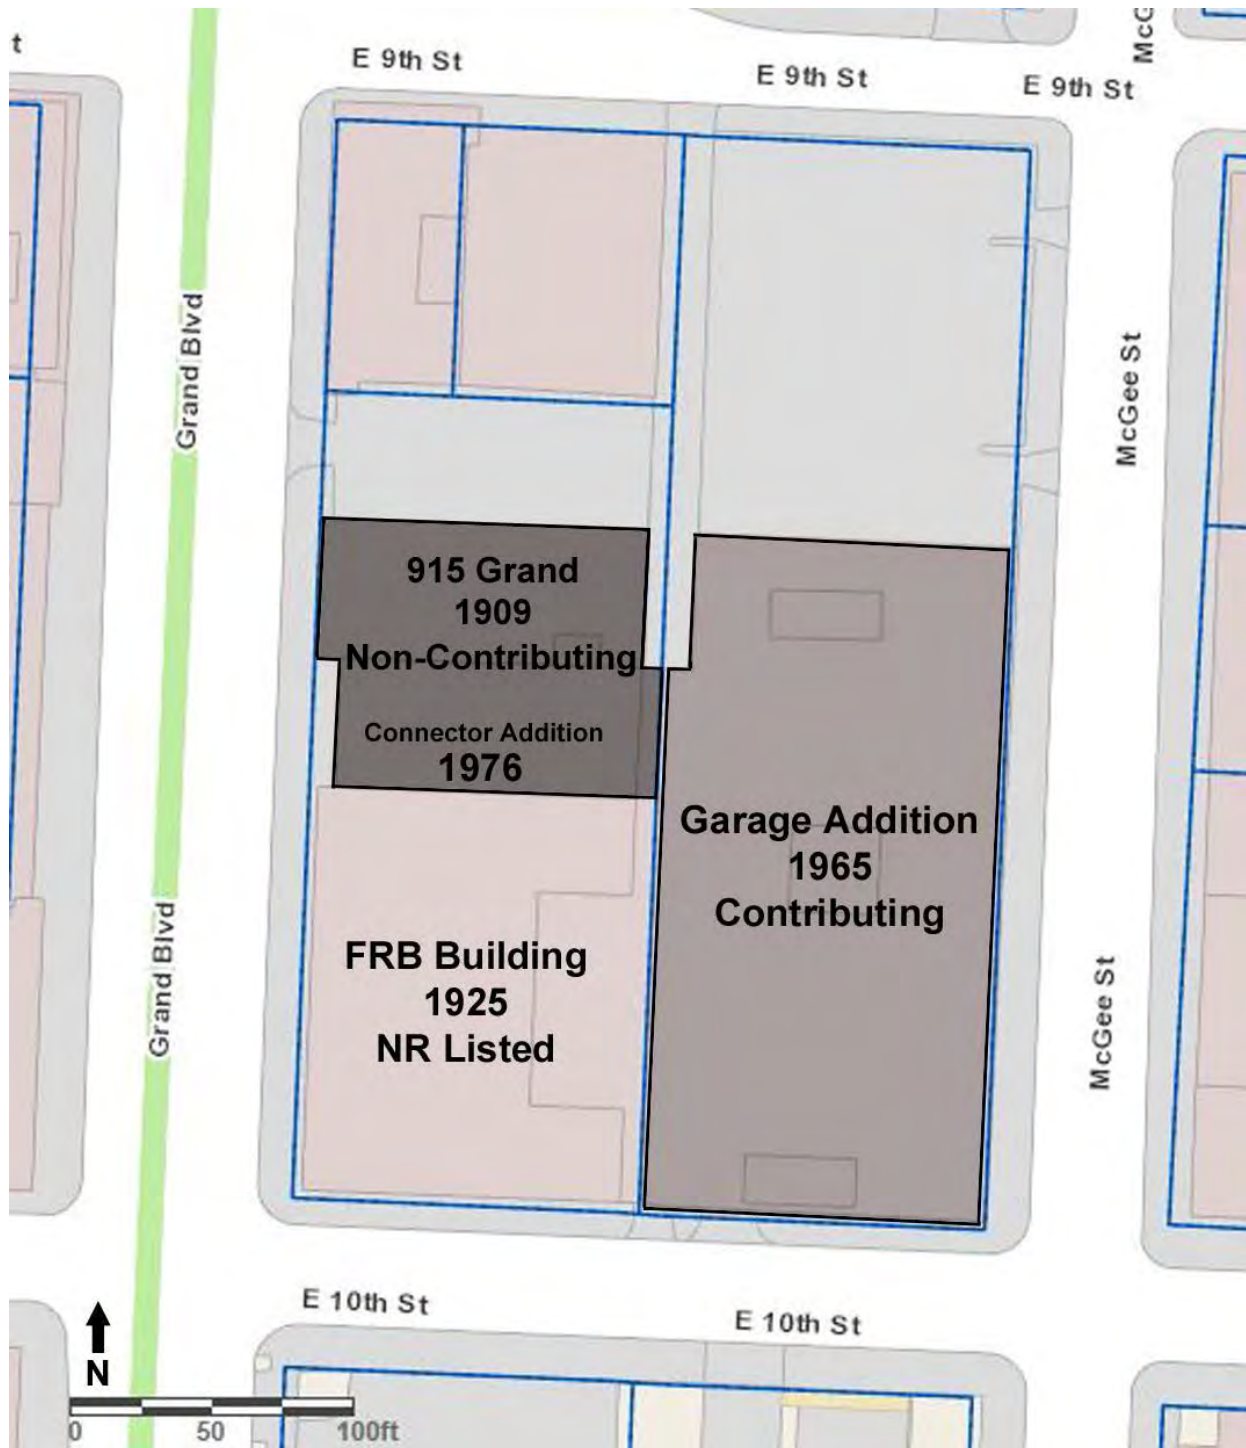 t
E 9th St
E 9th St
E 9th St
McG
Grand Blvd
McGee St
915 Grand
1909
Non-Contributing
Connector Addition
1976
Garage Addition
1965
Contributing
FRB Building
1925
NR Listed
Grand Blvd
McGee St
E 10th St
E 10th St
N
0 50 100ft